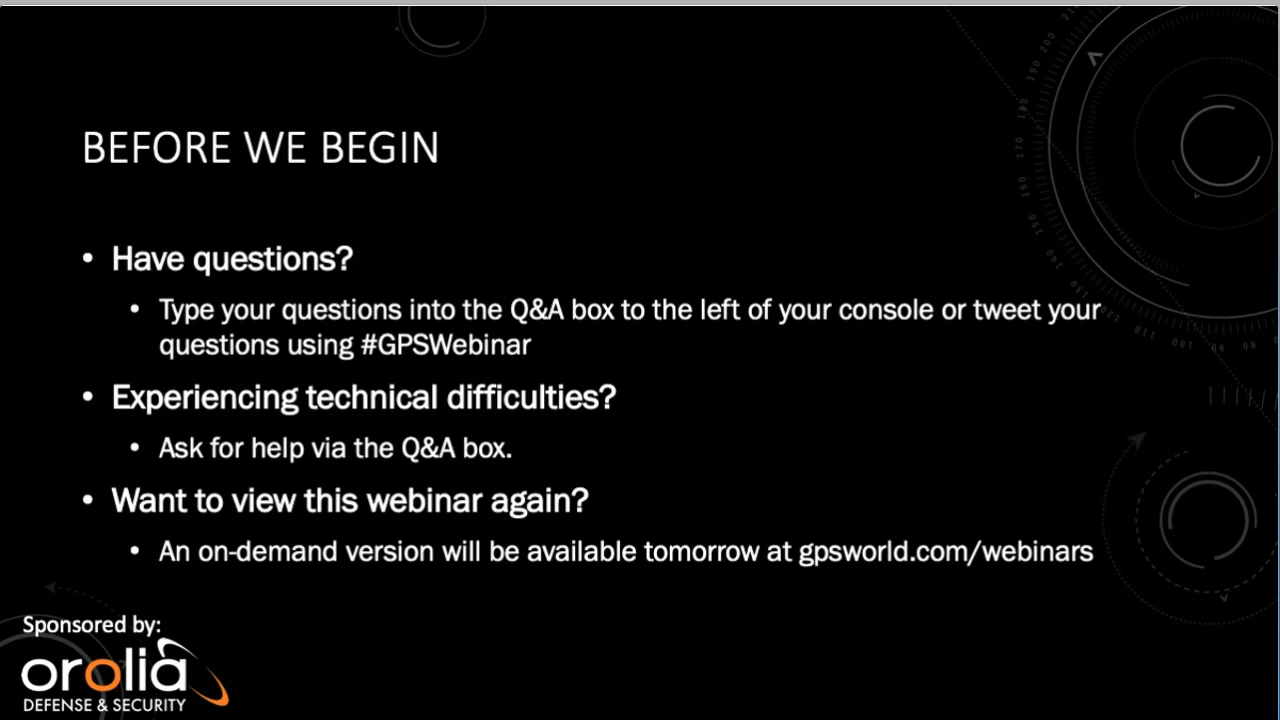 BEFORE WE BEGIN
• Have questions?
• Type your questions into the Q&A box to the left of your console or tweet your
questions using #GPSWebinar
• Experiencing technical difficulties?
• Ask for help via the Q&A box.
• Want to view this webinar again?
• An on-demand version will be available tomorrow at gpsworld.com/webinars
Sponsored by:
orolia
DEFENSE & SECURITY